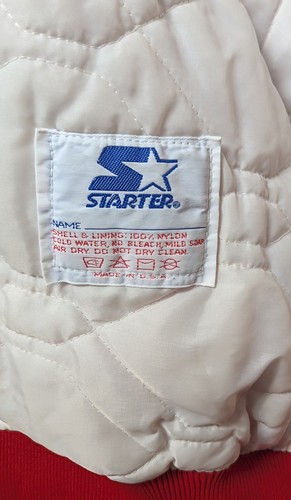 STARTER®
NAME
SHELL & LINING: 100% NYLON
COLD WATER, NO BLEACH, MILD SOAP
AIR DRY DO NOT DRY CLEAN.
MADE IN U.S.A.